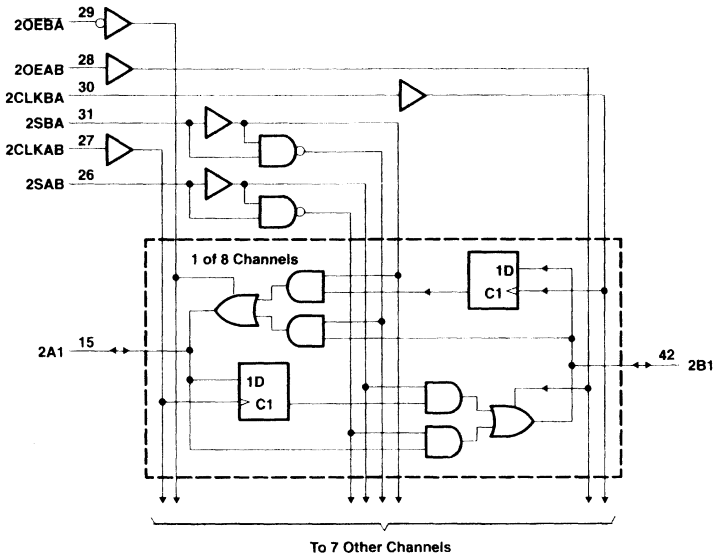 2O̅E̅B̅A̅ 29
2OEAB 28
2CLKBA 30
2SBA 31
2CLKAB 27
2SAB 26
1 of 8 Channels
1D
C1
2A1 15
42 2B1
1D
C1
To 7 Other Channels